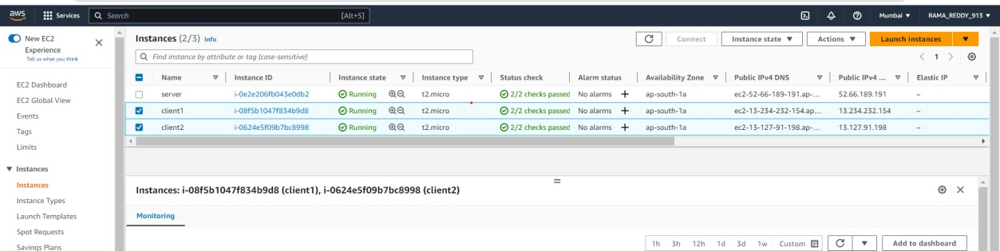 aws Services Search [Alt+S] Mumbai ▼ RAMA_REDDY_913 ▼
New EC2
Experience
Tell us what you think
EC2 Dashboard
EC2 Global View
Events
Tags
Limits
▼ Instances
Instances
Instance Types
Launch Templates
Spot Requests
Savings Plans
Instances (2/3) Info Connect Instance state ▼ Actions ▼ Launch instances ▼
Find instance by attribute or tag (case-sensitive) < 1 >
Name Instance ID Instance state Instance type Status check Alarm status Availability Zone Public IPv4 DNS Public IPv4 ... Elastic IP
server i-0e2e206fb043e0db2 Running t2.micro 2/2 checks passed No alarms + ap-south-1a ec2-52-66-189-191.ap-... 52.66.189.191 –
client1 i-08f5b1047f834b9d8 Running t2.micro 2/2 checks passed No alarms + ap-south-1a ec2-13-234-232-154.ap... 13.234.232.154 –
client2 i-0624e5f09b7bc8998 Running t2.micro 2/2 checks passed No alarms + ap-south-1a ec2-13-127-91-198.ap-... 13.127.91.198 –
Instances: i-08f5b1047f834b9d8 (client1), i-0624e5f09b7bc8998 (client2)
Monitoring
1h 3h 12h 1d 3d 1w Custom Add to dashboard